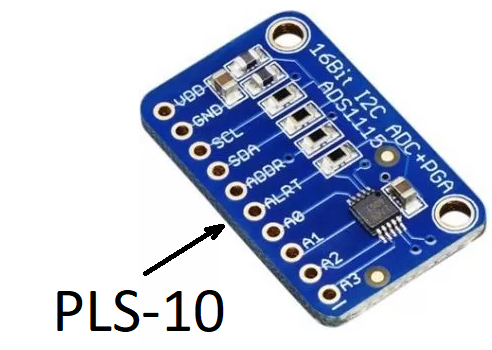 16Bit I2C ADC+PGA
ADS1115
VDD
GND
SCL
SDA
ADDR
ALRT
A0
A1
A2
A3
PLS-10